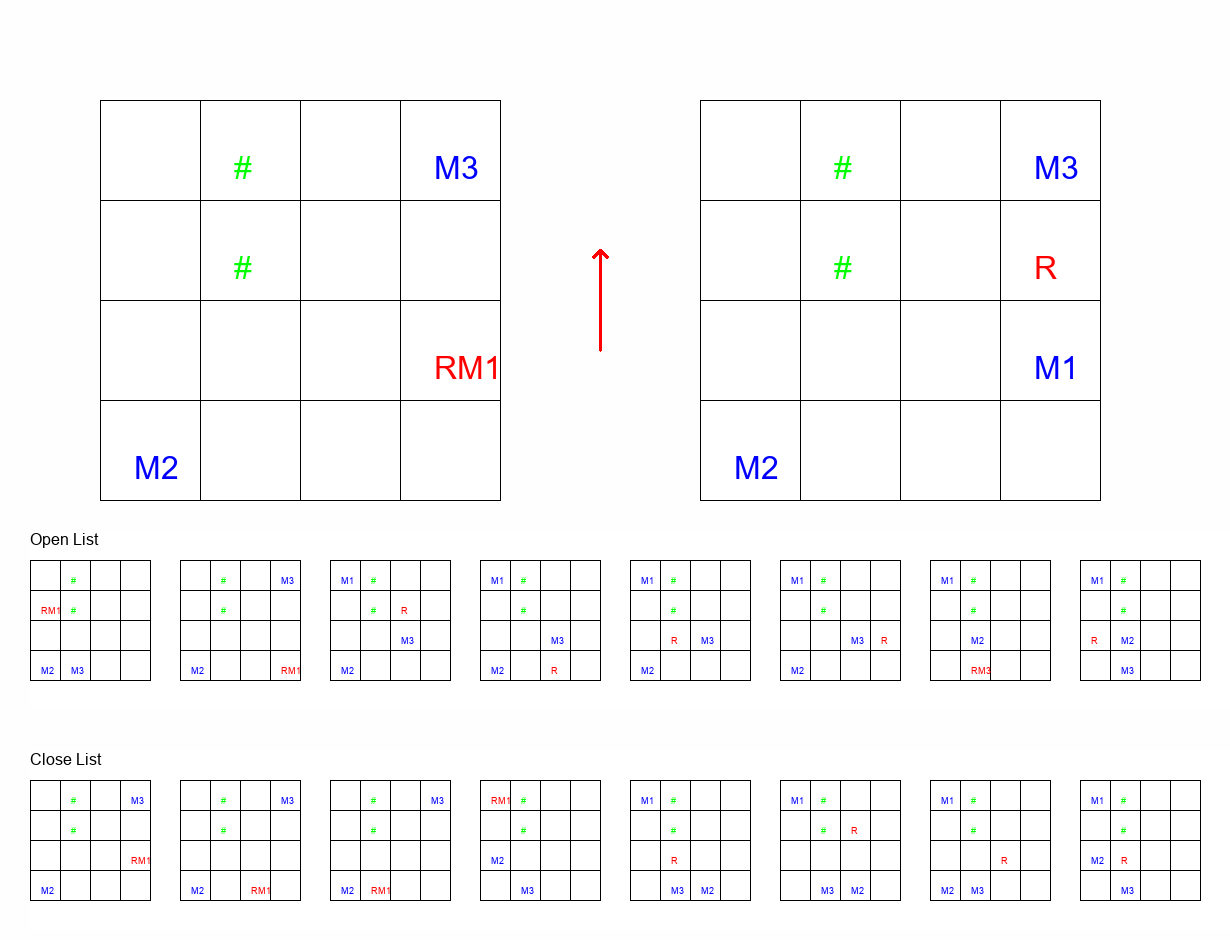 # M3 # M3
# # R
RM1 M1
M2 M2
Open List
# # M3 M1 # M1 # M1 # M1 # M1 # M1 #
RM1 # # # R # # # # #
M3 M3 R M3 M3 R M2 R M2
M2 M3 M2 RM1 M2 M2 R M2 M2 RM3 M3
Close List
# M3 # M3 # M3 RM1 # M1 # M1 # M1 # M1 #
# # # # # # R # #
RM1 M2 R R M2 R
M2 M2 RM1 M2 RM1 M3 M3 M2 M3 M2 M2 M3 M3